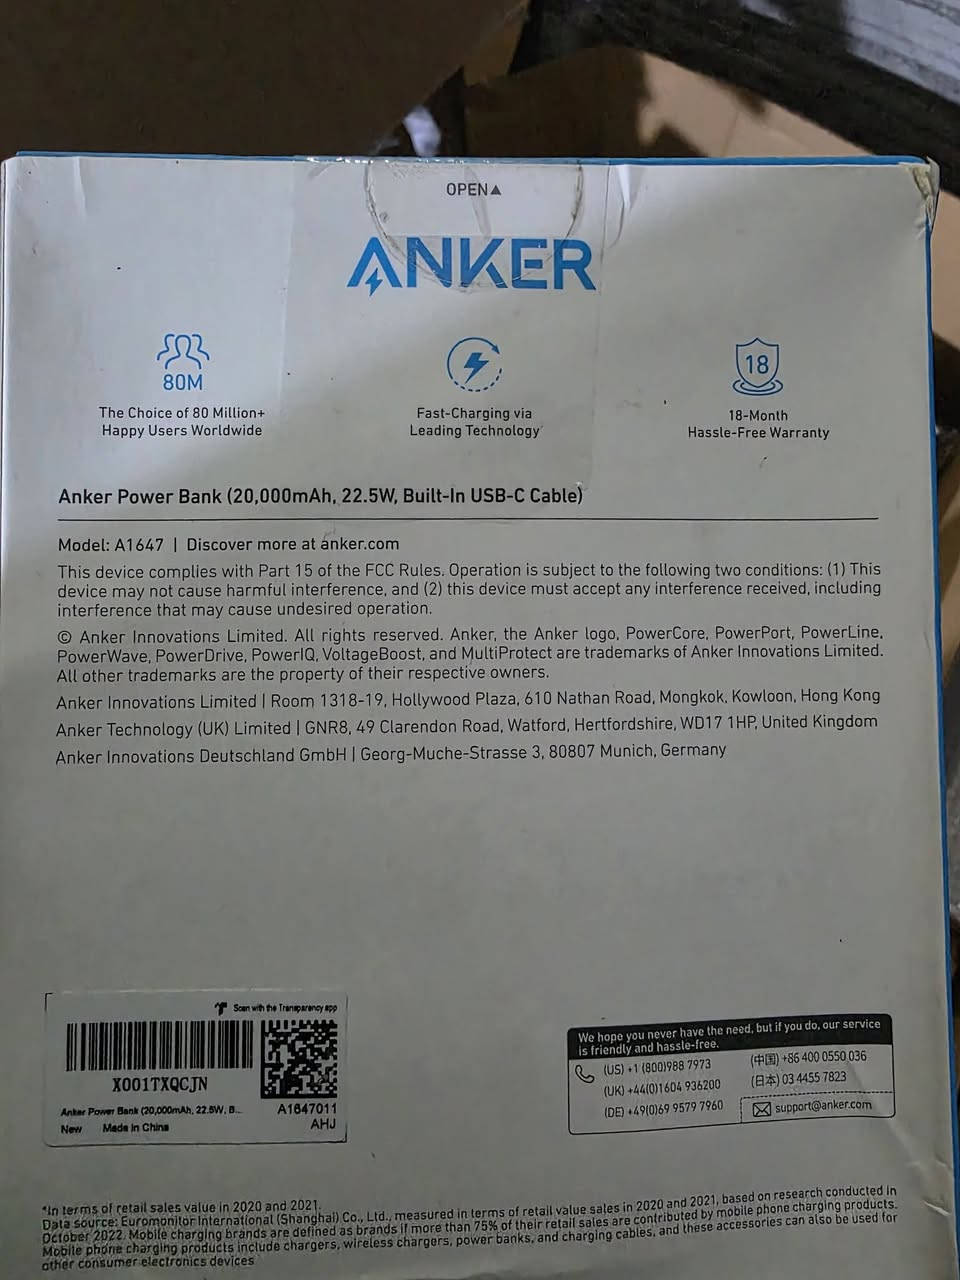 OPEN▲
ANKER
80M
The Choice of 80 Million+
Happy Users Worldwide
Fast-Charging via
Leading Technology
18
18-Month
Hassle-Free Warranty
Anker Power Bank (20,000mAh, 22.5W, Built-In USB-C Cable)
Model: A1647 | Discover more at anker.com
This device complies with Part 15 of the FCC Rules. Operation is subject to the following two conditions: (1) This
device may not cause harmful interference, and (2) this device must accept any interference received, including
interference that may cause undesired operation.
© Anker Innovations Limited. All rights reserved. Anker, the Anker logo, PowerCore, PowerPort, PowerLine,
PowerWave, PowerDrive, PowerIQ, VoltageBoost, and MultiProtect are trademarks of Anker Innovations Limited.
All other trademarks are the property of their respective owners.
Anker Innovations Limited | Room 1318-19, Hollywood Plaza, 610 Nathan Road, Mongkok, Kowloon, Hong Kong
Anker Technology (UK) Limited | GNR8, 49 Clarendon Road, Watford, Hertfordshire, WD17 1HP, United Kingdom
Anker Innovations Deutschland GmbH | Georg-Muche-Strasse 3, 80807 Munich, Germany
Scan with the Transparency app
X001TXQCJN
Anker Power Bank (20,000mAh, 22.5W, B...
New Made in China
A1647011
AHJ
We hope you never have the need, but if you do, our service
is friendly and hassle-free.
(US) +1 (800)988 7973
(UK) +44(0)1604 936200
(DE) +49(0)69 9579 7960
(中国) +86 400 0550 036
(日本) 03 4455 7823
support@anker.com
*In terms of retail sales value in 2020 and 2021.
Data source: Euromonitor International (Shanghai) Co., Ltd., measured in terms of retail value sales in 2020 and 2021, based on research conducted in
October 2022. Mobile charging brands are defined as brands if more than 75% of their retail sales are contributed by mobile phone charging products.
Mobile phone charging products include chargers, wireless chargers, power banks, and charging cables, and these accessories can also be used for
other consumer electronics devices